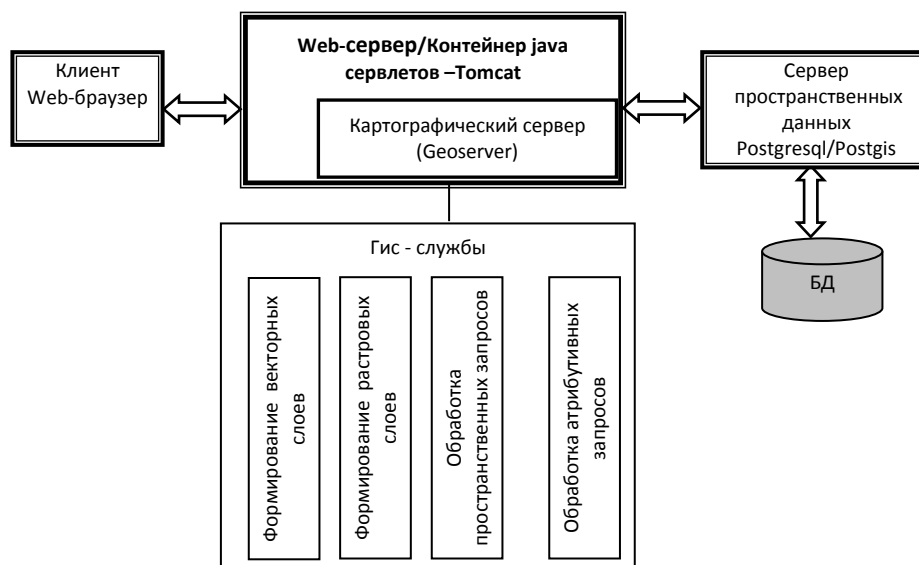 Клиент
Web-браузер
Web-сервер/Контейнер java
сервлетов –Tomcat
Картографический сервер
(Geoserver)
Сервер
пространственных
данных
Postgresql/Postgis
БД
Гис - службы
Формирование векторных
слоев
Формирование растровых
слоев
Обработка
пространственных запросов
Обработка атрибутивных
запросов